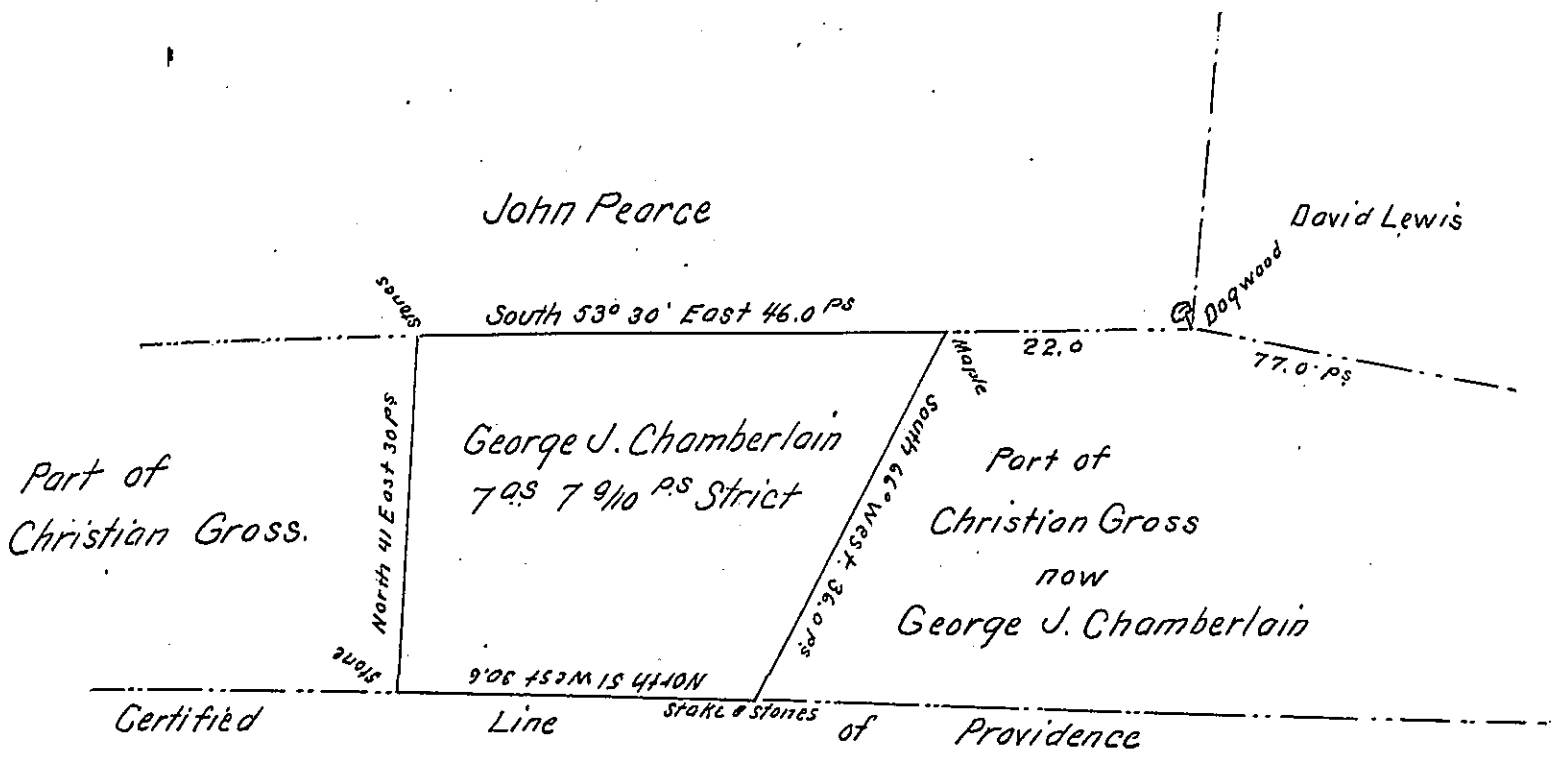 John Pearce
David Lewis
Dogwood
stones
South 53° 30' East 46.0 ps
Maple
22.0
77.0 ps
North 41 East 30 ps
George J. Chamberlain
7 as 7 9/10 ps Strict
South 66° West 36.0 ps
Part of
Christian Gross.
Part of
Christian Gross
now
George J. Chamberlain
stone
North 51 West 30.6
stake & stones
Certified Line of Providence